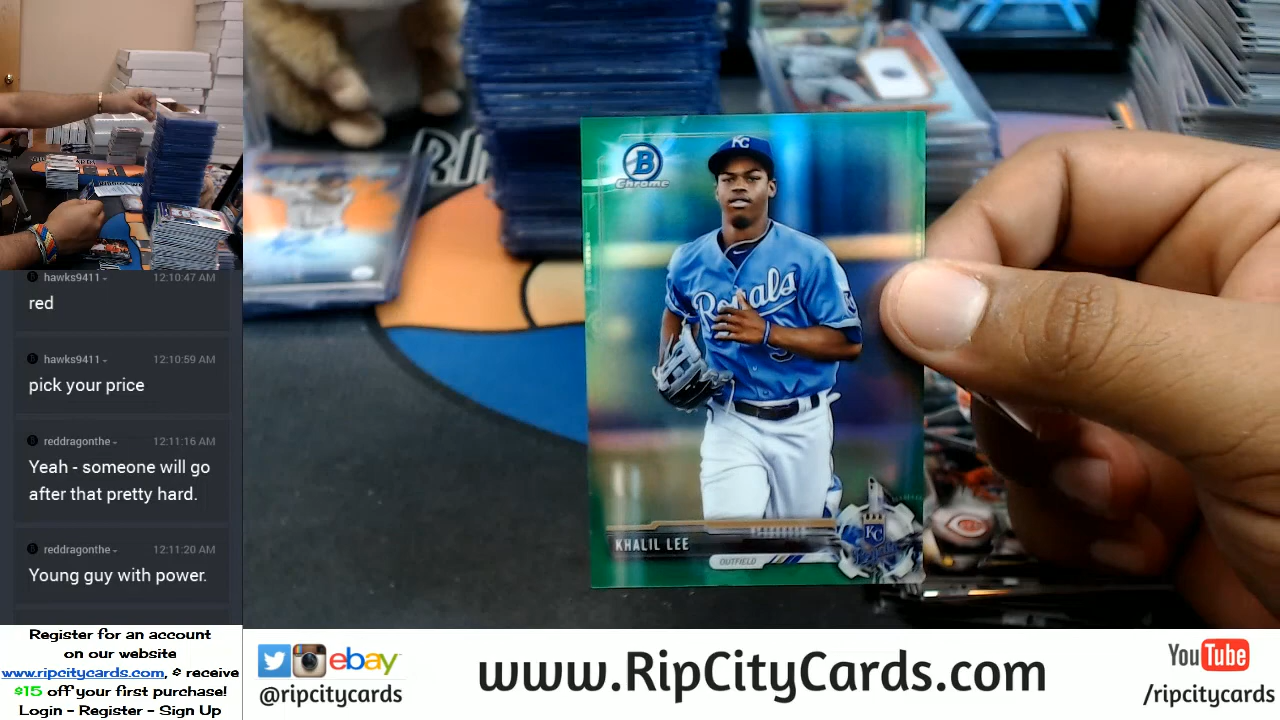 hawks9411 12:10:47 AM
red
hawks9411 12:10:59 AM
pick your price
reddragonthe 12:11:16 AM
Yeah - someone will go
after that pretty hard.
reddragonthe 12:11:20 AM
Young guy with power.
Register for an account
on our website
www.ripcitycards.com, & receive
$15 off your first purchase!
Login - Register - Sign Up
KC
B
Chrome
Royals
KHALIL LEE
OUTFIELD
KC
ebay
@ripcitycards
www.RipCityCards.com
YouTube
/ripcitycards